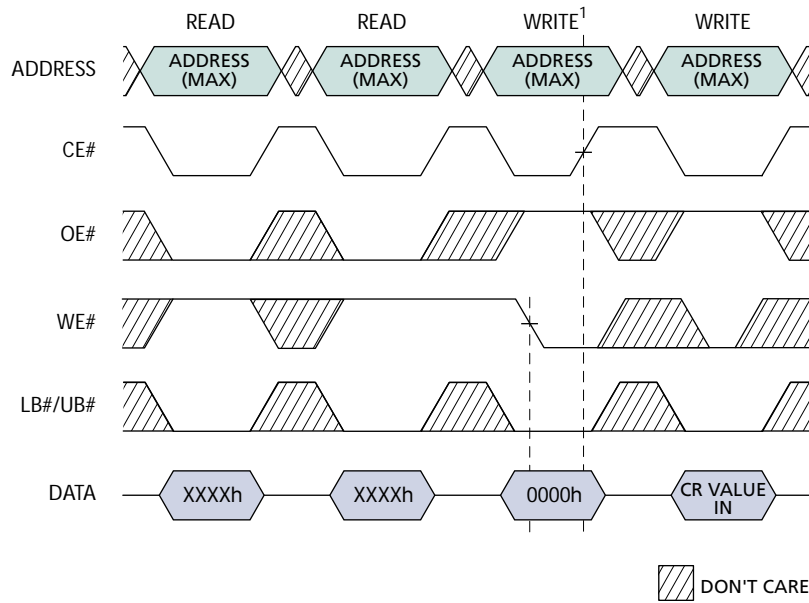 READ READ WRITE1 WRITE
ADDRESS ADDRESS ADDRESS ADDRESS
ADDRESS
(MAX) (MAX) (MAX) (MAX)
CE#
OE#
WE#
LB#/UB#
CR VALUE
DATA XXXXh XXXXh 0000h
IN
DON'T CARE